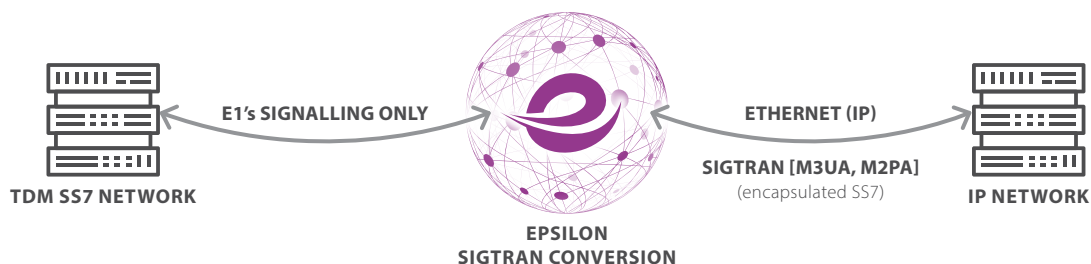 E1's SIGNALLING ONLY
ETHERNET (IP)
SIGTRAN [M3UA, M2PA]
(encapsulated SS7)
TDM SS7 NETWORK
IP NETWORK
EPSILON
SIGTRAN CONVERSION